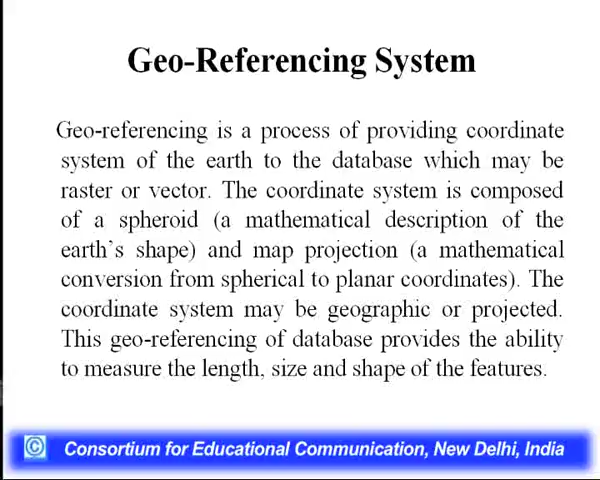 Geo-Referencing System
Geo-referencing is a process of providing coordinate
system of the earth to the database which may be
raster or vector. The coordinate system is composed
of a spheroid (a mathematical description of the
earth's shape) and map projection (a mathematical
conversion from spherical to planar coordinates). The
coordinate system may be geographic or projected.
This geo-referencing of database provides the ability
to measure the length, size and shape of the features.
© Consortium for Educational Communication, New Delhi, India